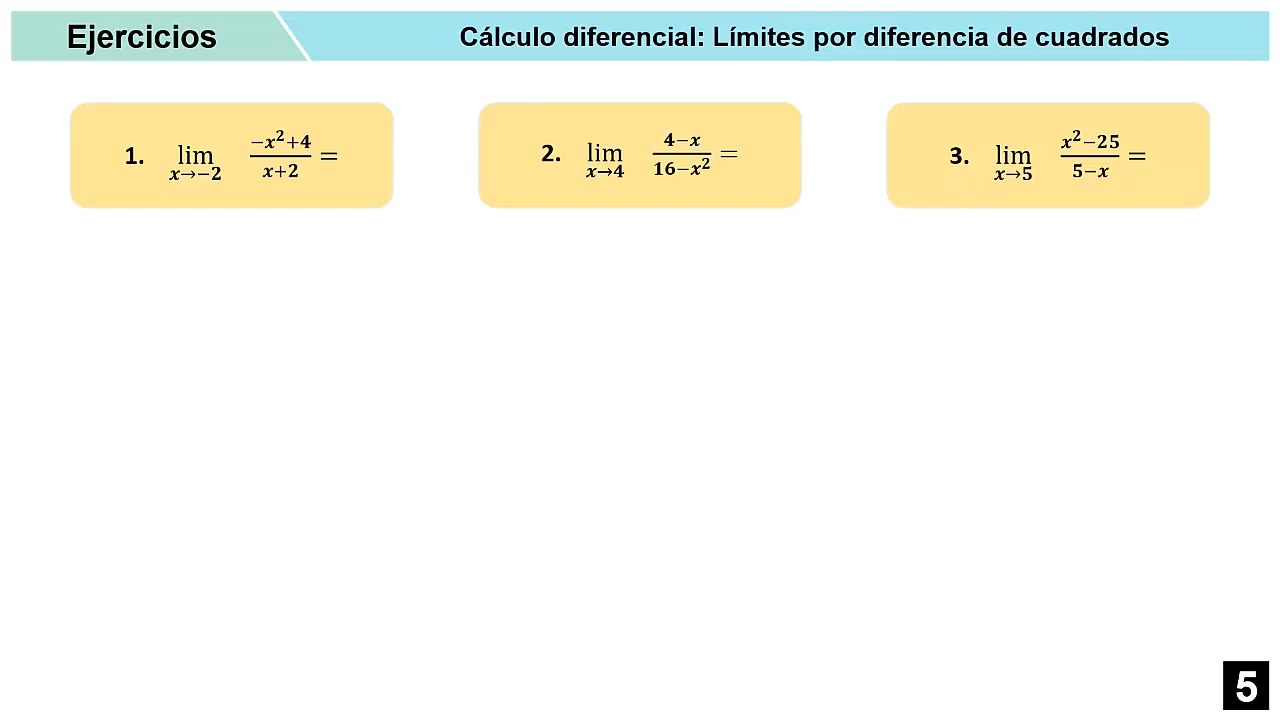 Ejercicios
Cálculo diferencial: Límites por diferencia de cuadrados
1. lim x→−2 (−x²+4)/(x+2) =
2. lim x→4 (4−x)/(16−x²) =
3. lim x→5 (x²−25)/(5−x) =
5